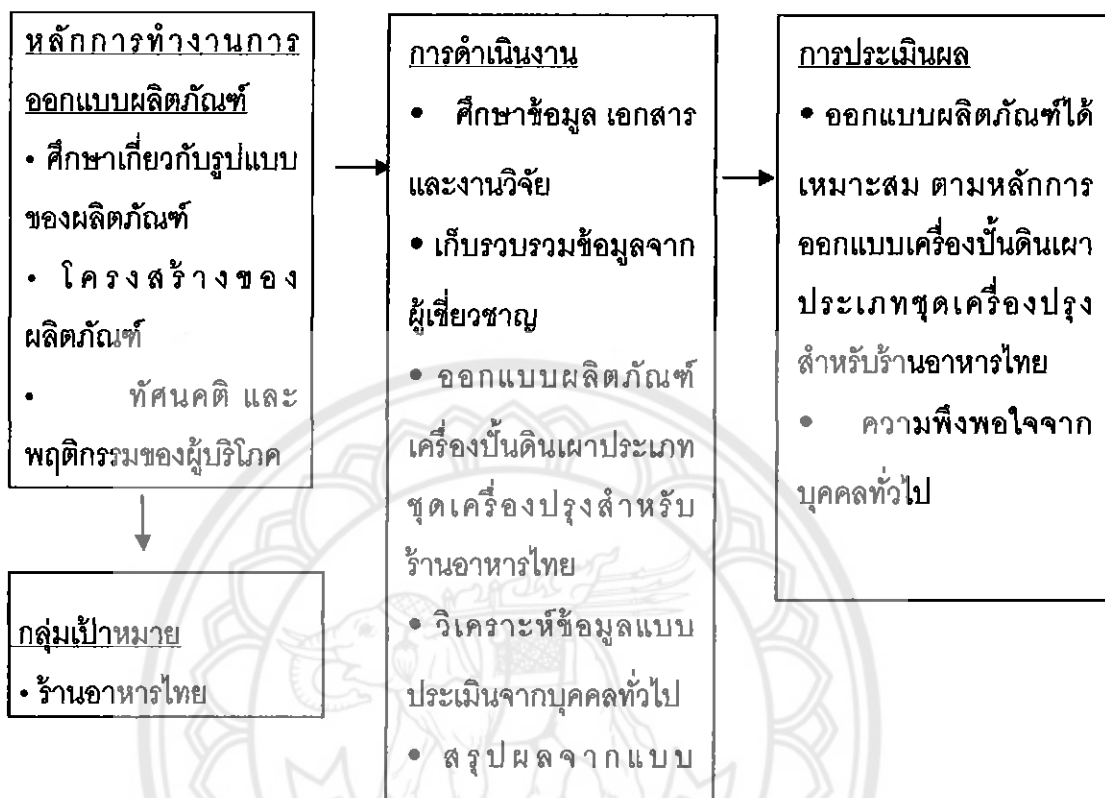 หลักการทำงานการ
ออกแบบผลิตภัณฑ์
• ศึกษาเกี่ยวกับรูปแบบ
ของผลิตภัณฑ์
• โครงสร้างของ
ผลิตภัณฑ์
• ทัศนคติ และ
พฤติกรรมของผู้บริโภค
กลุ่มเป้าหมาย
• ร้านอาหารไทย
การดำเนินงาน
• ศึกษาข้อมูล เอกสาร
และงานวิจัย
• เก็บรวบรวมข้อมูลจาก
ผู้เชี่ยวชาญ
• ออกแบบผลิตภัณฑ์
เครื่องปั้นดินเผาประเภท
ชุดเครื่องปรุงสำหรับ
ร้านอาหารไทย
• วิเคราะห์ข้อมูลแบบ
ประเมินจากบุคคลทั่วไป
• สรุปผลจากแบบ
การประเมินผล
• ออกแบบผลิตภัณฑ์ได้
เหมาะสม ตามหลักการ
ออกแบบเครื่องปั้นดินเผา
ประเภทชุดเครื่องปรุง
สำหรับร้านอาหารไทย
• ความพึงพอใจจาก
บุคคลทั่วไป